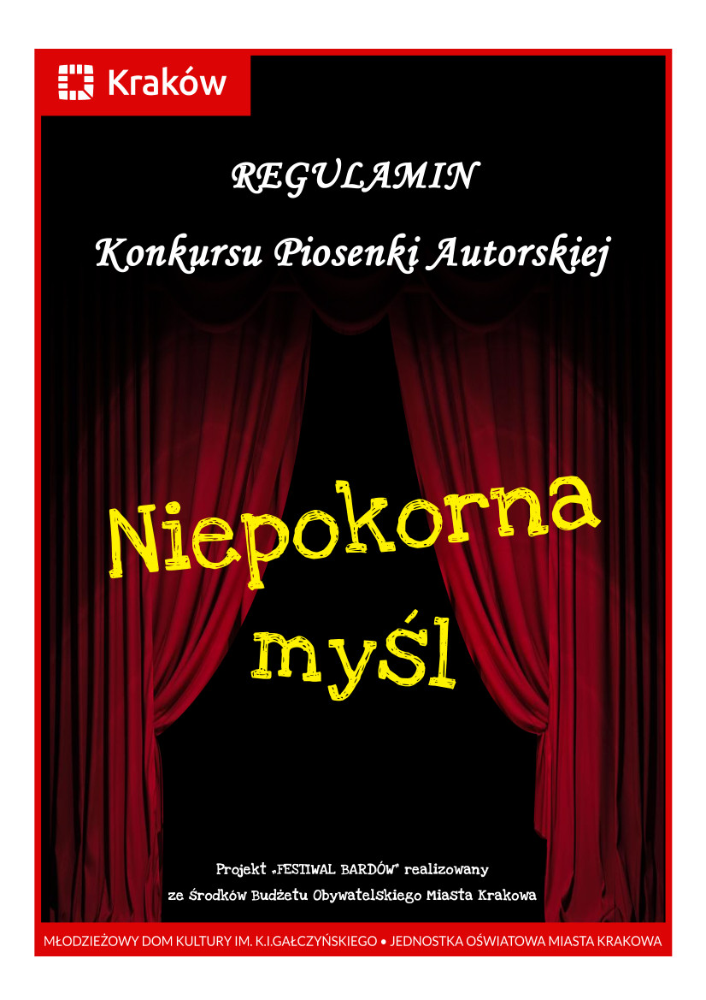 Kraków
REGULAMIN
Konkursu Piosenki Autorskiej
Niepokorna
myśl
Projekt „FESTIWAL BARDÓW” realizowany
ze środków Budżetu Obywatelskiego Miasta Krakowa
MŁODZIEŻOWY DOM KULTURY IM. K.I.GAŁCZYŃSKIEGO • JEDNOSTKA OŚWIATOWA MIASTA KRAKOWA